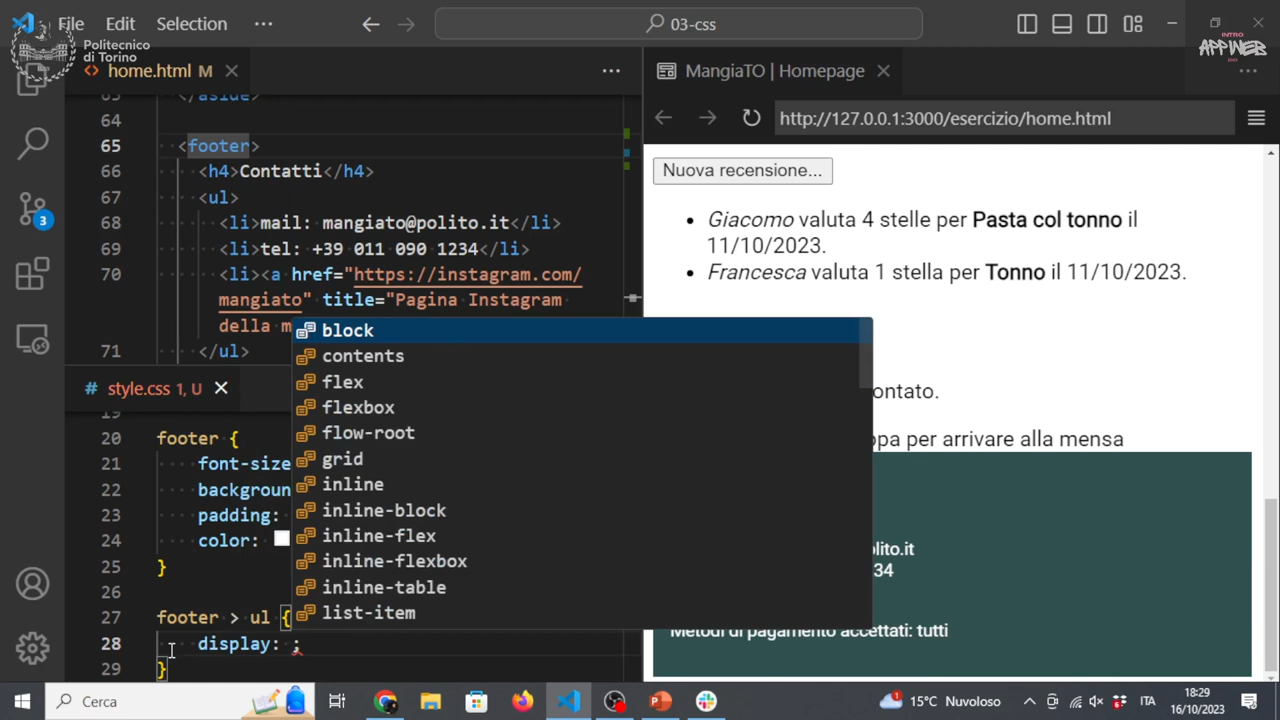 File Edit Selection ···
03-css
Politecnico
di Torino
INTRO
APPIWEB
home.html M
MangiaTO | Homepage
http://127.0.0.1:3000/esercizio/home.html
63 </aside>
64
65 <footer>
66 <h4>Contatti</h4>
67 <ul>
68 <li>mail: mangiato@polito.it</li>
69 <li>tel: +39 011 090 1234</li>
70 <li><a href="https://instagram.com/
mangiato" title="Pagina Instagram
della m
71 </ul>
# style.css 1, U
19
20 footer {
21 font-size
22 backgroun
23 padding:
24 color:
25 }
26
27 footer > ul {
28 display: ;
29 }
block
contents
flex
flexbox
flow-root
grid
inline
inline-block
inline-flex
inline-flexbox
inline-table
list-item
Nuova recensione...
• Giacomo valuta 4 stelle per Pasta col tonno il
11/10/2023.
• Francesca valuta 1 stella per Tonno il 11/10/2023.
ontato.
ppa per arrivare alla mensa
olito.it
34
Metodi di pagamento accettati: tutti
3
Cerca
1
15°C Nuvoloso
ITA
18:29
16/10/2023